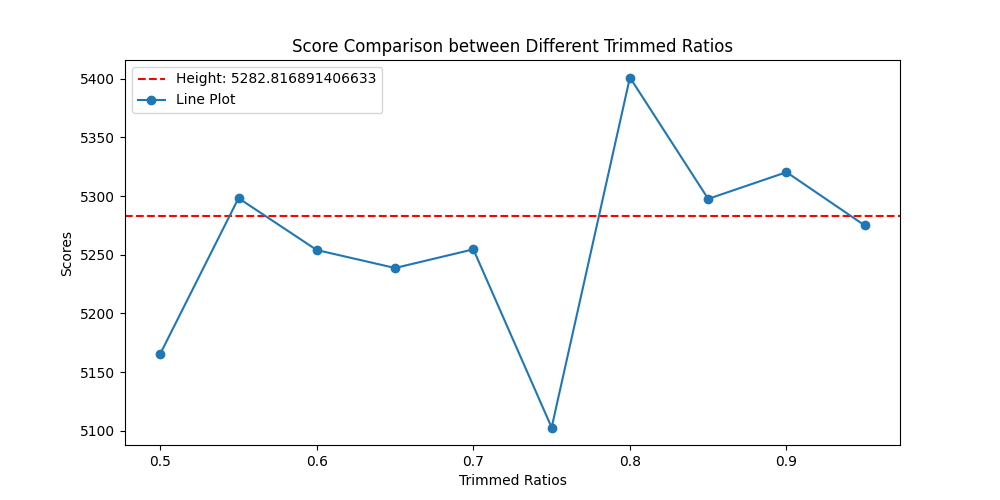 Score Comparison between Different Trimmed Ratios
Height: 5282.816891406633
Line Plot
5400
5350
5300
5250
5200
5150
5100
Scores
0.5 0.6 0.7 0.8 0.9
Trimmed Ratios